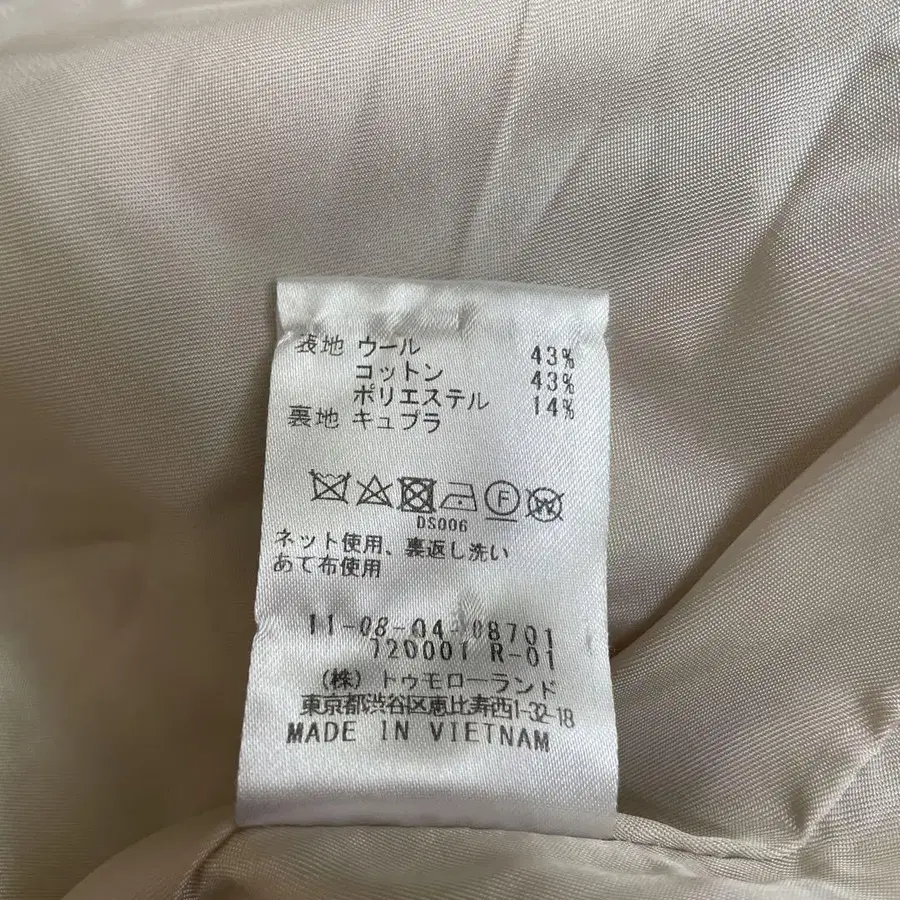 表地 ウール 43%
コットン 43%
ポリエステル 14%
裏地 キュプラ
F W
DS006
ネット使用、裏返し洗い
あて布使用
11-08-04-08701
720001 R-01
(株) トゥモローランド
東京都渋谷区恵比寿西1-32-18
MADE IN VIETNAM